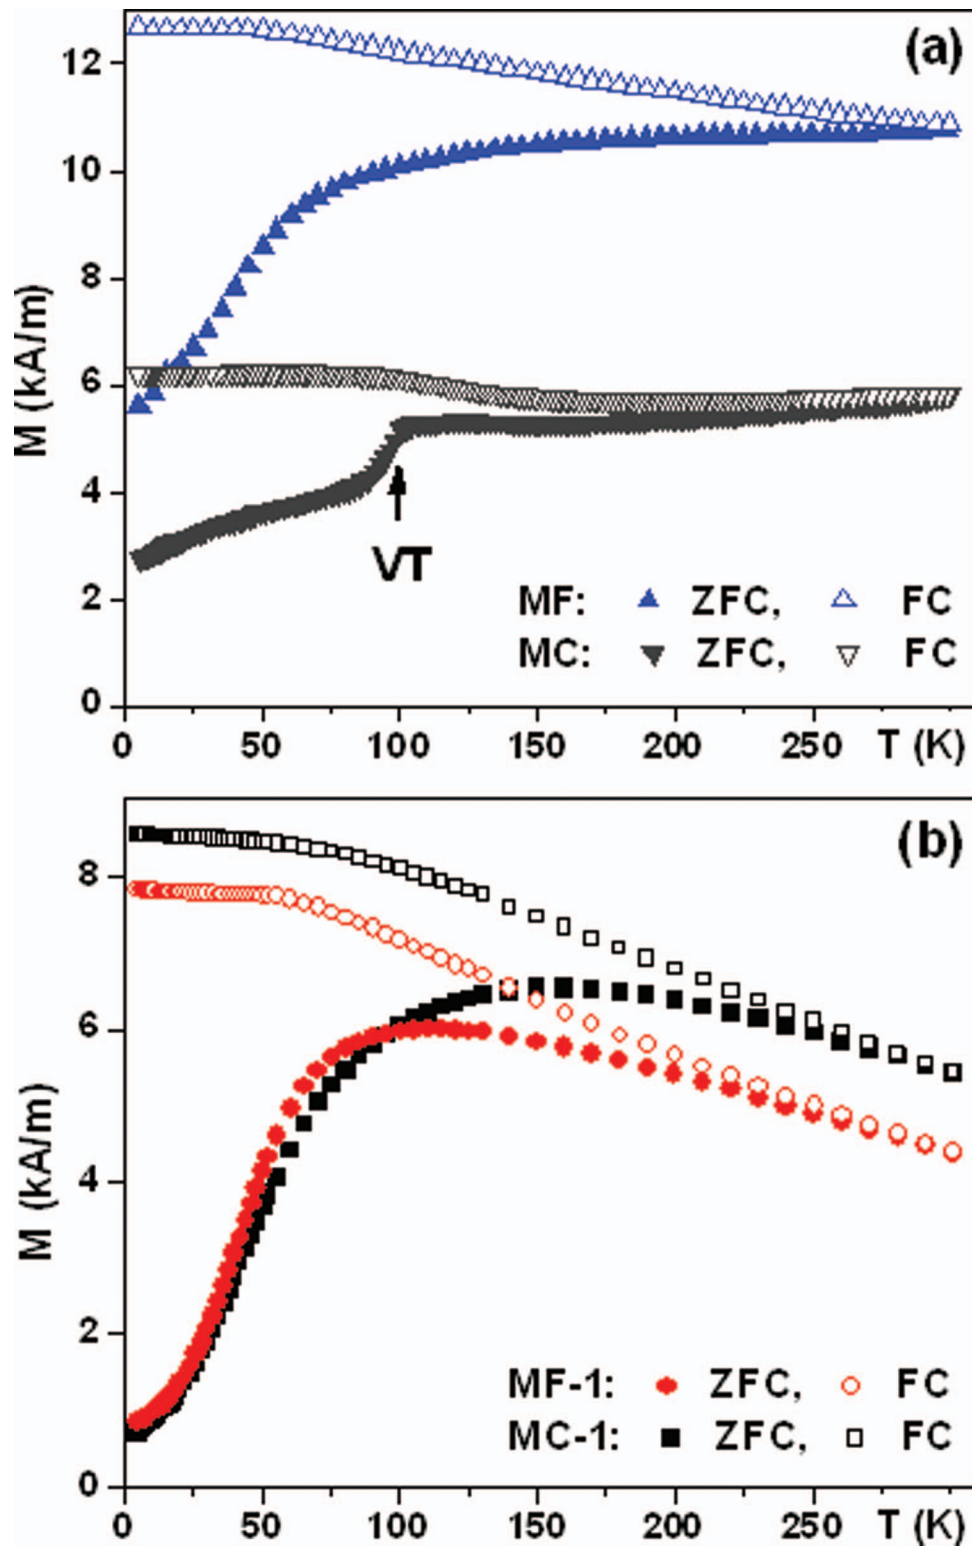 (a)
12
10
8
6
4
2
0
M (kA/m)
VT
MF: ZFC, FC
MC: ZFC, FC
0 50 100 150 200 250 T (K)
(b)
8
6
4
2
0
M (kA/m)
MF-1: ZFC, FC
MC-1: ZFC, FC
0 50 100 150 200 250 T (K)